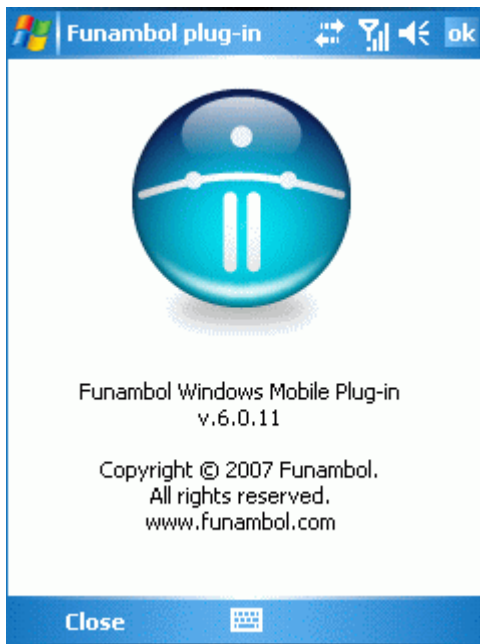 Funambol plug-in
ok
Funambol Windows Mobile Plug-in
v.6.0.11
Copyright © 2007 Funambol.
All rights reserved.
www.funambol.com
Close